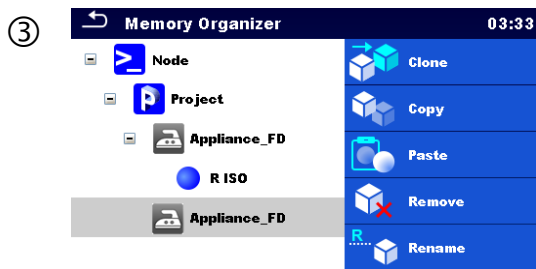 ③
Memory Organizer 03:33
Node
Project
Appliance_FD
R ISO
Appliance_FD
Clone
Copy
Paste
Remove
R
Rename